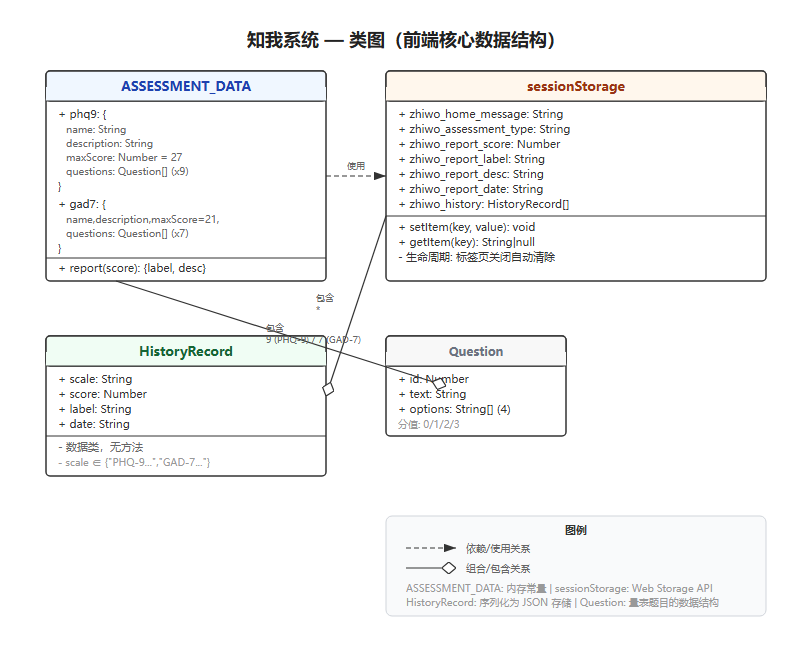 知我系统 — 类图（前端核心数据结构）
ASSESSMENT_DATA
+ phq9: {
name: String
description: String
maxScore: Number = 27
questions: Question[] (x9)
}
+ gad7: {
name,description,maxScore=21,
questions: Question[] (x7)
}
+ report(score): {label, desc}
使用
sessionStorage
+ zhiwo_home_message: String
+ zhiwo_assessment_type: String
+ zhiwo_report_score: Number
+ zhiwo_report_label: String
+ zhiwo_report_desc: String
+ zhiwo_report_date: String
+ zhiwo_history: HistoryRecord[]
+ setItem(key, value): void
+ getItem(key): String|null
- 生命周期: 标签页关闭自动清除
包含
*
包含
9 (PHQ-9) / 7 (GAD-7)
HistoryRecord
+ scale: String
+ score: Number
+ label: String
+ date: String
- 数据类，无方法
- scale ∈ {"PHQ-9...","GAD-7..."}
Question
+ id: Number
+ text: String
+ options: String[] (4)
分值: 0/1/2/3
图例
依赖/使用关系
组合/包含关系
ASSESSMENT_DATA: 内存常量 | sessionStorage: Web Storage API
HistoryRecord: 序列化为 JSON 存储 | Question: 量表题目的数据结构